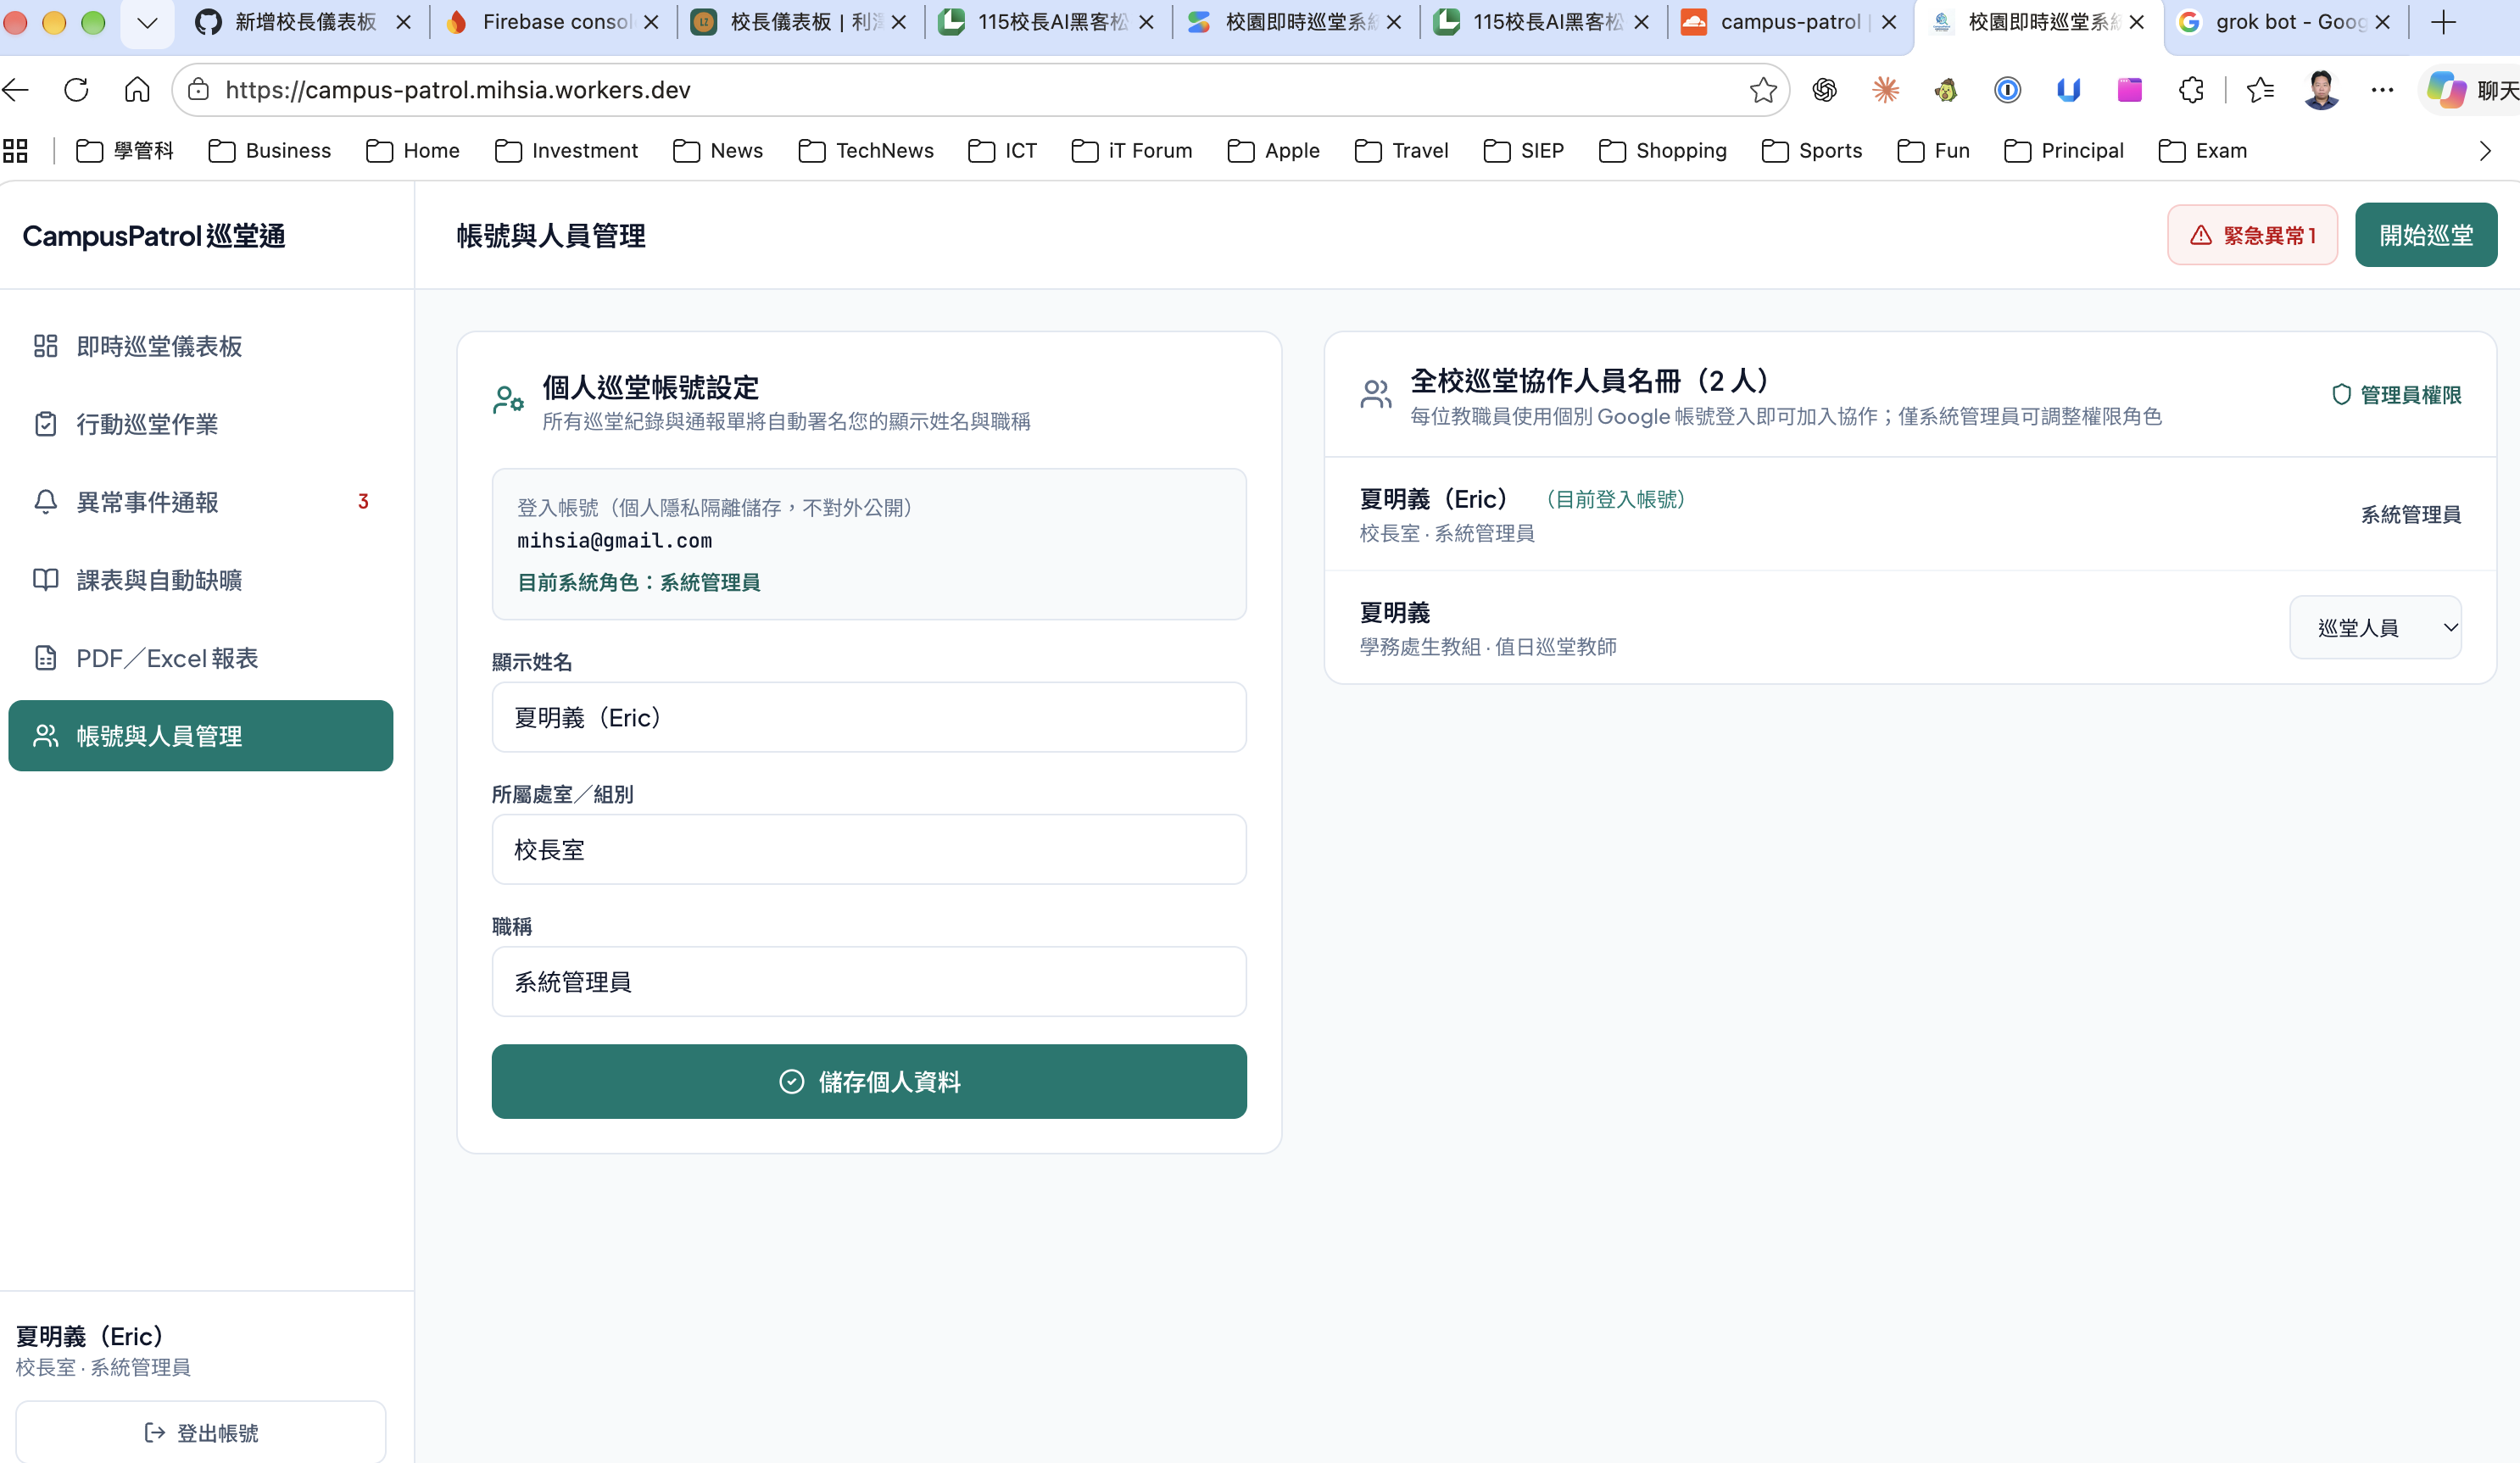 新增校長儀表板
Firebase consol
校長儀表板 | 利
115校長AI黑客松
校園即時巡堂系
115校長AI黑客松
campus-patrol |
校園即時巡堂系
grok bot - Goog
https://campus-patrol.mihsia.workers.dev
聊天
學管科
Business
Home
Investment
News
TechNews
ICT
iT Forum
Apple
Travel
SIEP
Shopping
Sports
Fun
Principal
Exam
CampusPatrol 巡堂通
帳號與人員管理
緊急異常 1
開始巡堂
即時巡堂儀表板
行動巡堂作業
異常事件通報 3
課表與自動缺曠
PDF／Excel 報表
帳號與人員管理
個人巡堂帳號設定
所有巡堂紀錄與通報單將自動署名您的顯示姓名與職稱
登入帳號（個人隱私隔離儲存，不對外公開）
mihsia@gmail.com
目前系統角色：系統管理員
顯示姓名
夏明義（Eric）
所屬處室／組別
校長室
職稱
系統管理員
儲存個人資料
全校巡堂協作人員名冊（2 人）
每位教職員使用個別 Google 帳號登入即可加入協作；僅系統管理員可調整權限角色
管理員權限
夏明義（Eric） （目前登入帳號）
校長室 · 系統管理員
系統管理員
夏明義
學務處生教組 · 值日巡堂教師
巡堂人員
夏明義（Eric）
校長室 · 系統管理員
登出帳號